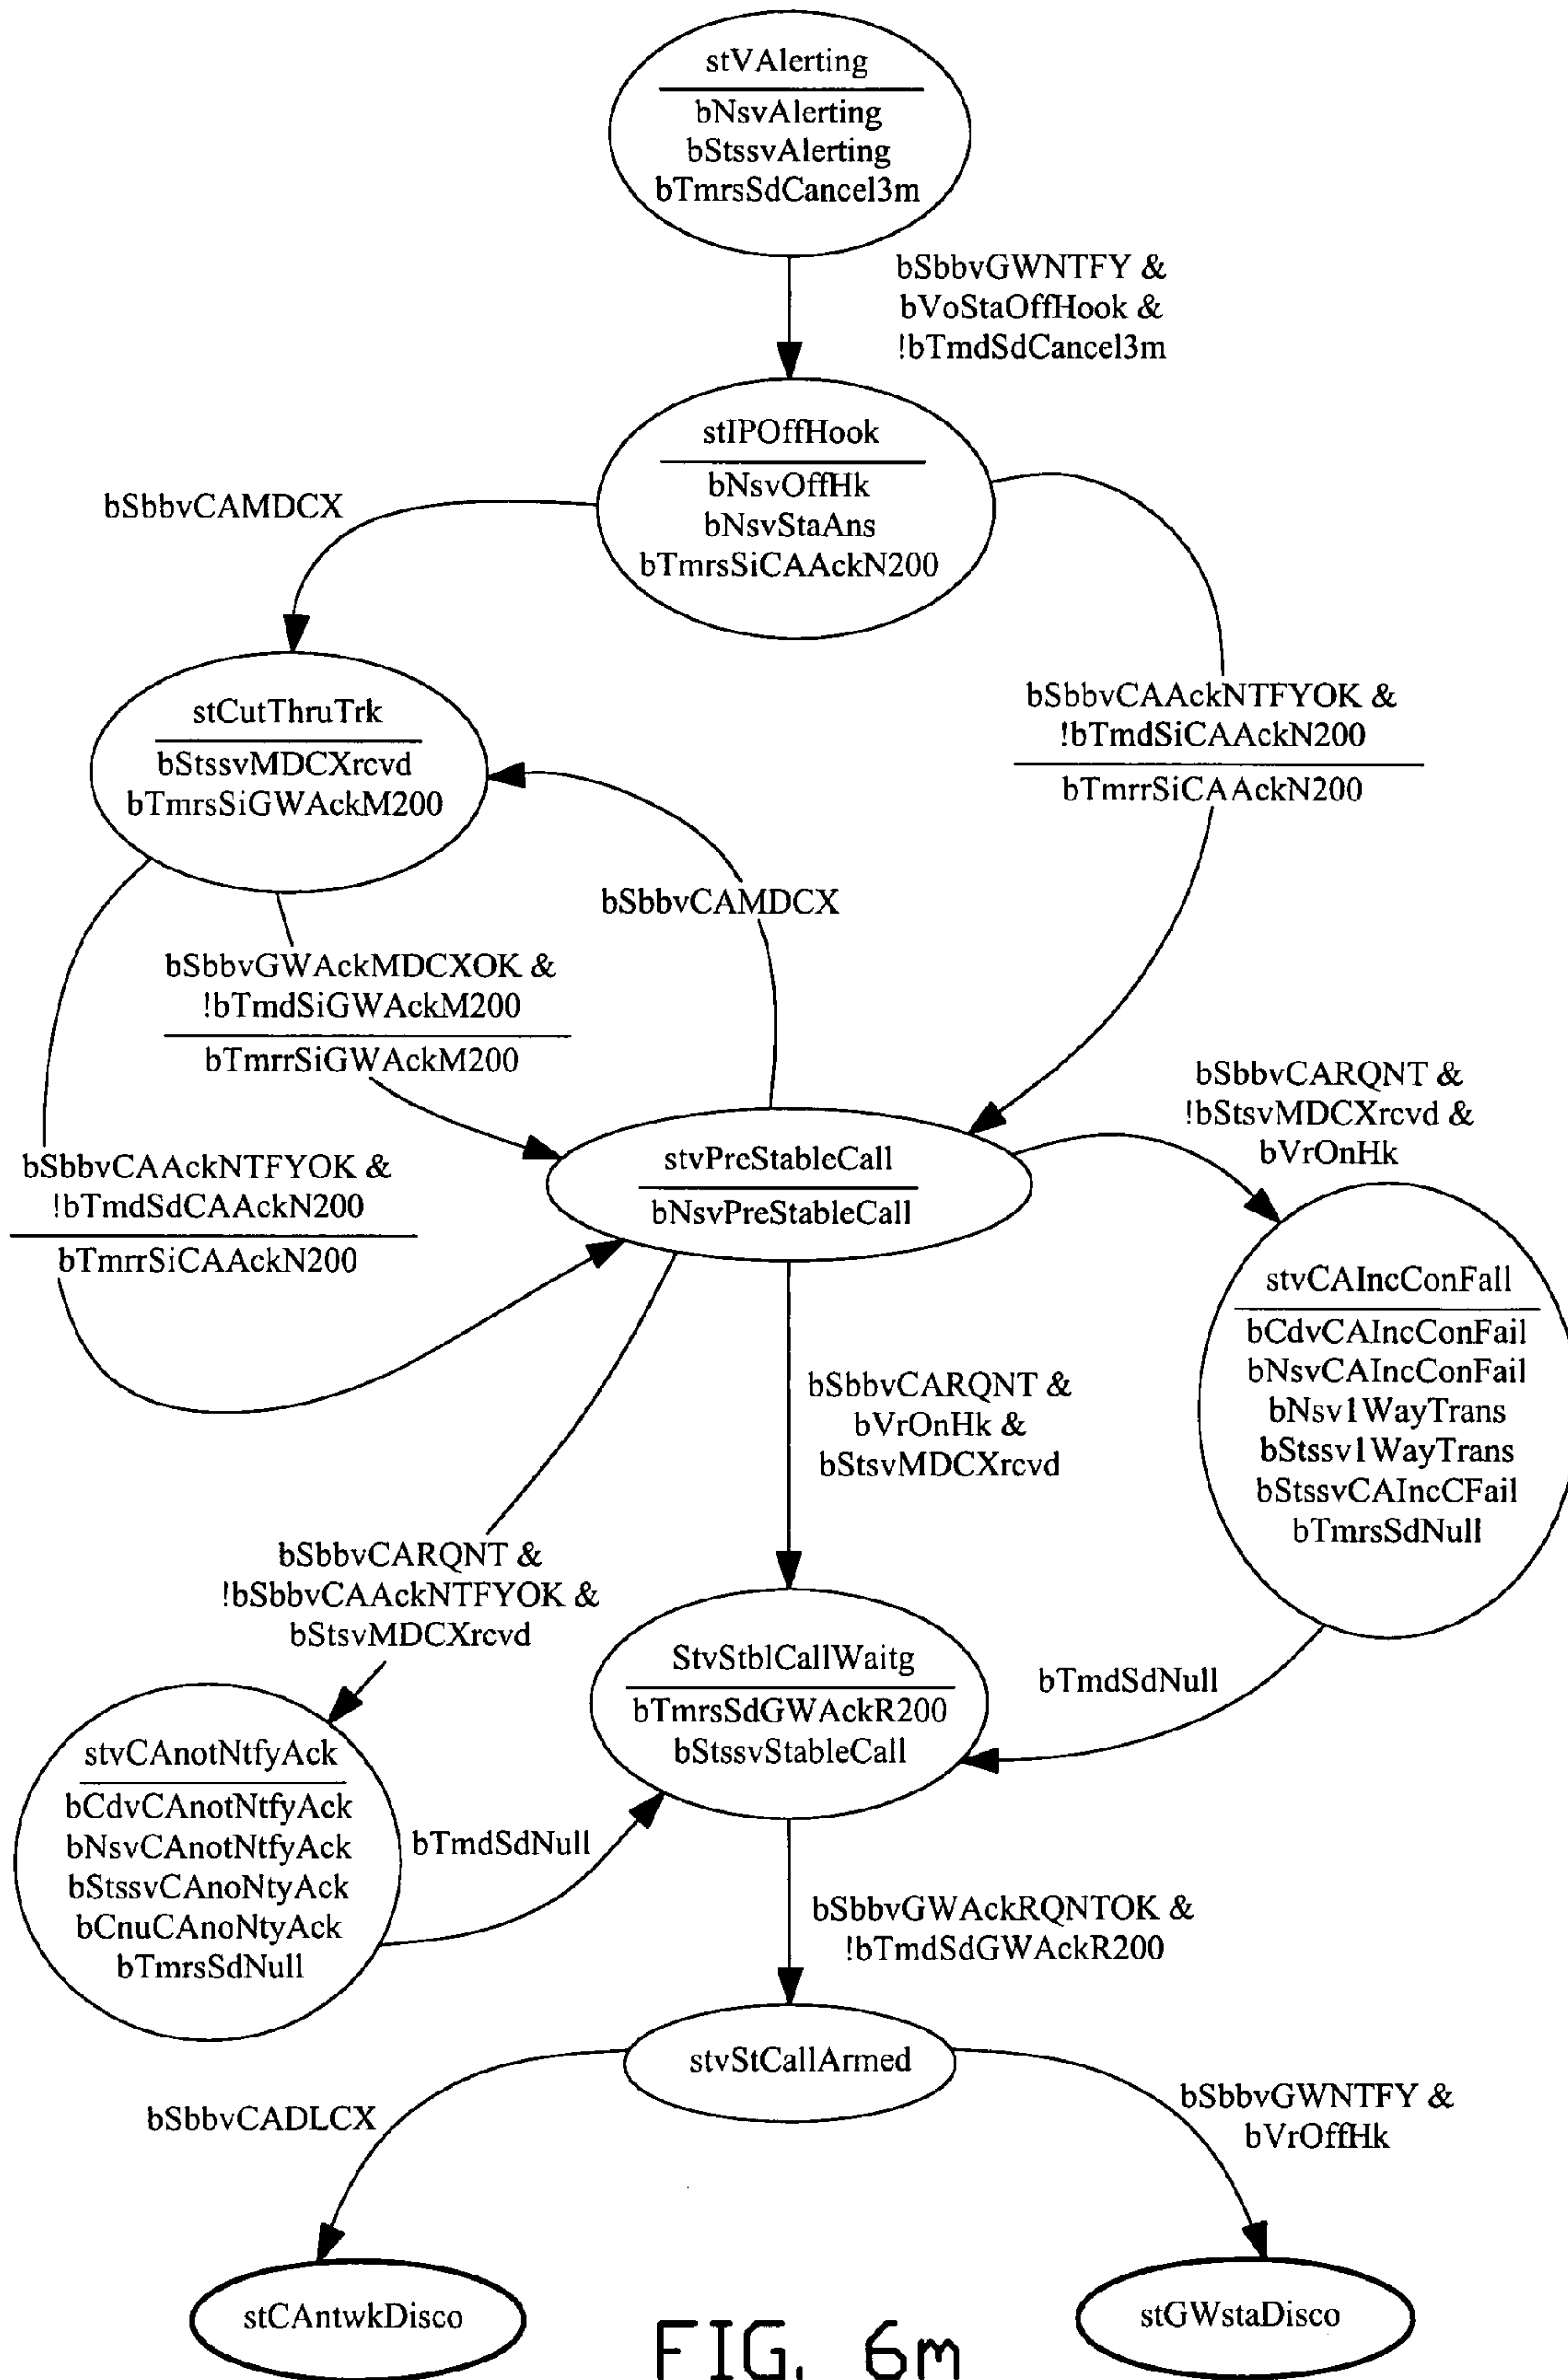 stVAlerting
bNsvAlerting
bStssvAlerting
bTmrsSdCancel3m
bSbbvGWNTFY &
bVoStaOffHook &
!bTmdSdCancel3m
stIPOffHook
bNsvOffHk
bNsvStaAns
bTmrsSiCAAckN200
bSbbvCAMDCX
stCutThruTrk
bStssvMDCXrcvd
bTmrsSiGWAckM200
bSbbvCAAckNTFYOK &
!bTmdSiCAAckN200
bTmrrSiCAAckN200
bSbbvCAMDCX
bSbbvGWAckMDCXOK &
!bTmdSiGWAckM200
bTmrrSiGWAckM200
bSbbvCAAckNTFYOK &
!bTmdSdCAAckN200
bTmrrSiCAAckN200
stvPreStableCall
bNsvPreStableCall
bSbbvCARQNT &
!bStsvMDCXrcvd &
bVrOnHk
stvCAIncConFall
bCdvCAIncConFail
bNsvCAIncConFail
bNsv1WayTrans
bStssv1WayTrans
bStssvCAIncCFail
bTmrsSdNull
bSbbvCARQNT &
bVrOnHk &
bStsvMDCXrcvd
bSbbvCARQNT &
!bSbbvCAAckNTFYOK &
bStsvMDCXrcvd
StvStblCallWaitg
bTmrsSdGWAckR200
bStssvStableCall
bTmdSdNull
stvCAnotNtfyAck
bCdvCAnotNtfyAck
bNsvCAnotNtfyAck
bStssvCAnoNtyAck
bCnuCAnoNtyAck
bTmrsSdNull
bTmdSdNull
bSbbvGWAckRQNTOK &
!bTmdSdGWAckR200
stvStCallArmed
bSbbvCADLCX
bSbbvGWNTFY &
bVrOffHk
stCAntwkDisco
stGWstaDisco
FIG. 6m